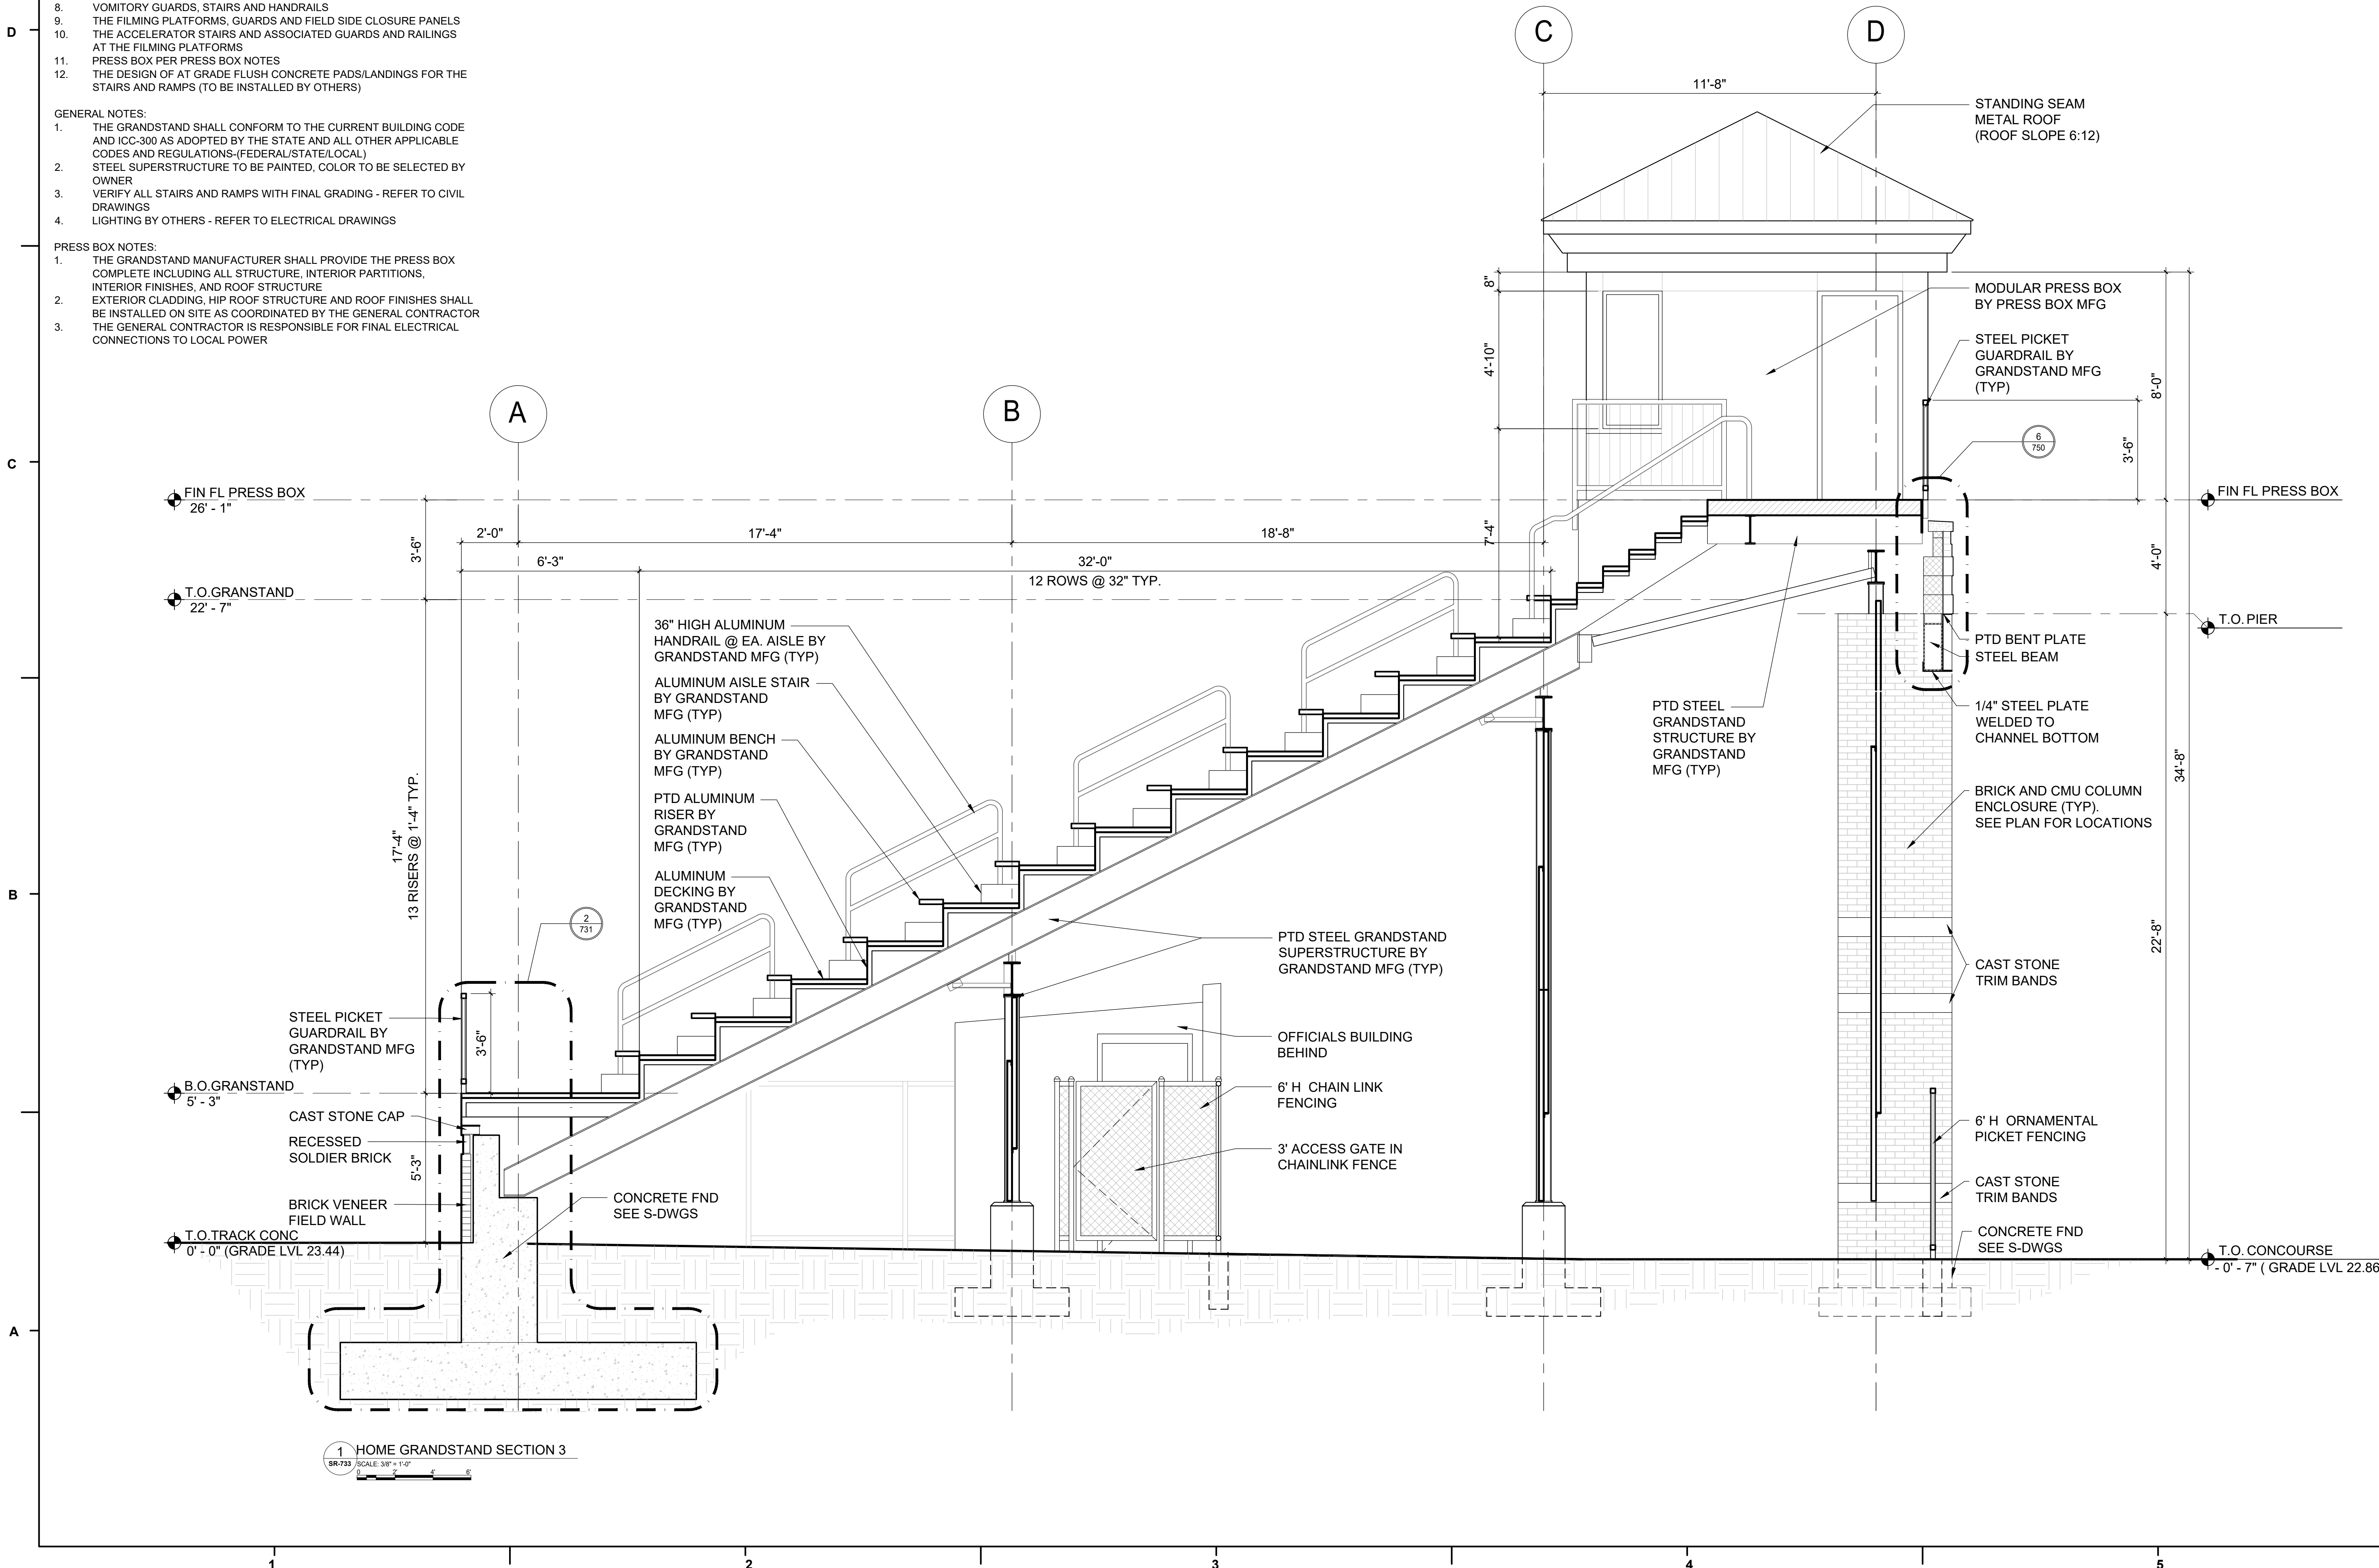 8. VOMITORY GUARDS, STAIRS AND HANDRAILS
9. THE FILMING PLATFORMS, GUARDS AND FIELD SIDE CLOSURE PANELS
10. THE ACCELERATOR STAIRS AND ASSOCIATED GUARDS AND RAILINGS
AT THE FILMING PLATFORMS
11. PRESS BOX PER PRESS BOX NOTES
12. THE DESIGN OF AT GRADE FLUSH CONCRETE PADS/LANDINGS FOR THE
STAIRS AND RAMPS (TO BE INSTALLED BY OTHERS)
GENERAL NOTES:
1. THE GRANDSTAND SHALL CONFORM TO THE CURRENT BUILDING CODE
AND ICC-300 AS ADOPTED BY THE STATE AND ALL OTHER APPLICABLE
CODES AND REGULATIONS-(FEDERAL/STATE/LOCAL)
2. STEEL SUPERSTRUCTURE TO BE PAINTED, COLOR TO BE SELECTED BY
OWNER
3. VERIFY ALL STAIRS AND RAMPS WITH FINAL GRADING - REFER TO CIVIL
DRAWINGS
4. LIGHTING BY OTHERS - REFER TO ELECTRICAL DRAWINGS
PRESS BOX NOTES:
1. THE GRANDSTAND MANUFACTURER SHALL PROVIDE THE PRESS BOX
COMPLETE INCLUDING ALL STRUCTURE, INTERIOR PARTITIONS,
INTERIOR FINISHES, AND ROOF STRUCTURE
2. EXTERIOR CLADDING, HIP ROOF STRUCTURE AND ROOF FINISHES SHALL
BE INSTALLED ON SITE AS COORDINATED BY THE GENERAL CONTRACTOR
3. THE GENERAL CONTRACTOR IS RESPONSIBLE FOR FINAL ELECTRICAL
CONNECTIONS TO LOCAL POWER
D
C
B
A
C
D
11'-8"
STANDING SEAM
METAL ROOF
(ROOF SLOPE 6:12)
MODULAR PRESS BOX
BY PRESS BOX MFG
STEEL PICKET
GUARDRAIL BY
GRANDSTAND MFG
(TYP)
8"
4'-10"
7'-4"
8'-0"
3'-6"
4'-0"
34'-8"
22'-8"
6
750
A
B
FIN FL PRESS BOX
26' - 1"
FIN FL PRESS BOX
2'-0"
17'-4"
18'-8"
3'-6"
6'-3"
32'-0"
12 ROWS @ 32" TYP.
T.O.GRANSTAND
22' - 7"
T.O. PIER
36" HIGH ALUMINUM
HANDRAIL @ EA. AISLE BY
GRANDSTAND MFG (TYP)
ALUMINUM AISLE STAIR
BY GRANDSTAND
MFG (TYP)
ALUMINUM BENCH
BY GRANDSTAND
MFG (TYP)
PTD ALUMINUM
RISER BY
GRANDSTAND
MFG (TYP)
ALUMINUM
DECKING BY
GRANDSTAND
MFG (TYP)
17'-4"
13 RISERS @ 1'-4" TYP.
PTD BENT PLATE
STEEL BEAM
1/4" STEEL PLATE
WELDED TO
CHANNEL BOTTOM
PTD STEEL
GRANDSTAND
STRUCTURE BY
GRANDSTAND
MFG (TYP)
BRICK AND CMU COLUMN
ENCLOSURE (TYP).
SEE PLAN FOR LOCATIONS
2
731
PTD STEEL GRANDSTAND
SUPERSTRUCTURE BY
GRANDSTAND MFG (TYP)
CAST STONE
TRIM BANDS
STEEL PICKET
GUARDRAIL BY
GRANDSTAND MFG
(TYP)
3'-6"
OFFICIALS BUILDING
BEHIND
6' H CHAIN LINK
FENCING
3' ACCESS GATE IN
CHAINLINK FENCE
B.O.GRANSTAND
5' - 3"
CAST STONE CAP
RECESSED
SOLDIER BRICK
5'-3"
BRICK VENEER
FIELD WALL
CONCRETE FND
SEE S-DWGS
6' H ORNAMENTAL
PICKET FENCING
CAST STONE
TRIM BANDS
CONCRETE FND
SEE S-DWGS
T.O.TRACK CONC
0' - 0" (GRADE LVL 23.44)
T.O. CONCOURSE
- 0' - 7" ( GRADE LVL 22.86
1
SR-733
HOME GRANDSTAND SECTION 3
SCALE: 3/8" = 1'-0"
0 2' 4' 6'
1 2 3 4 5